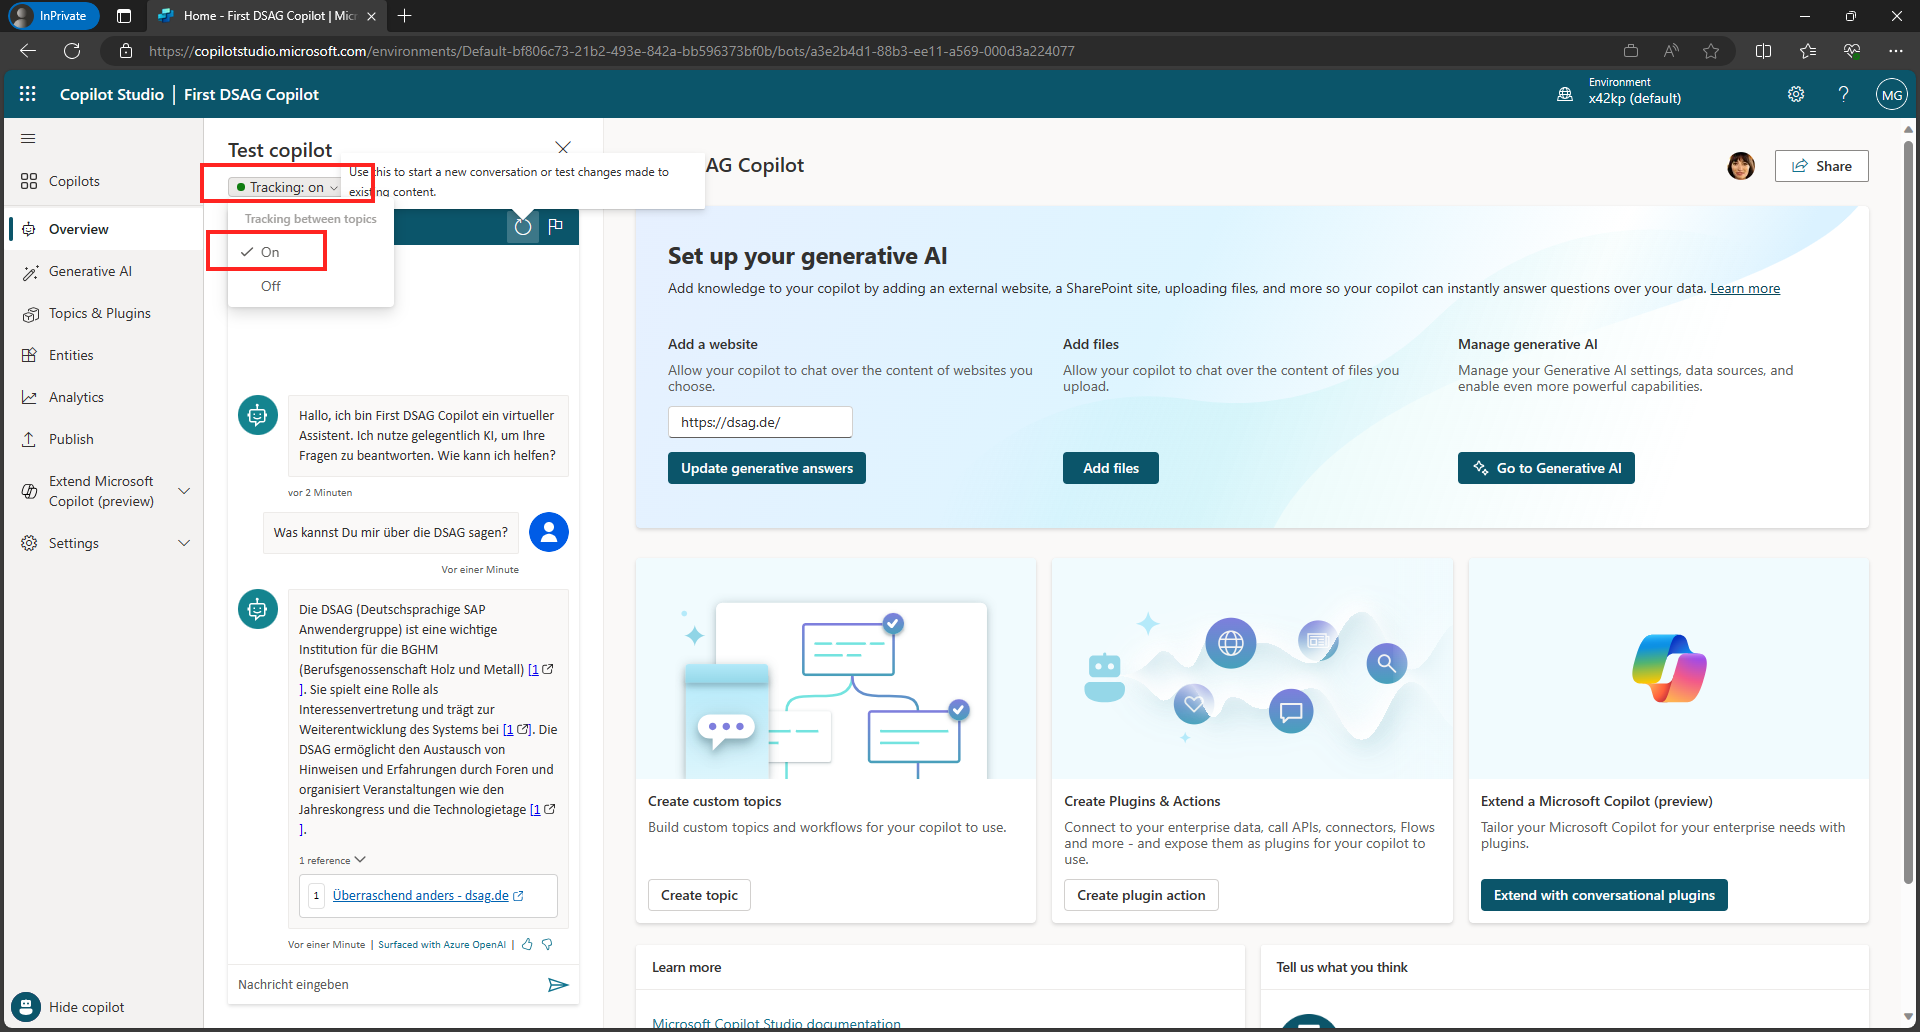 InPrivate
Home - First DSAG Copilot | Micr
https://copilotstudio.microsoft.com/environments/Default-bf806c73-21b2-493e-842a-bb596373bf0b/bots/a3e2b4d1-88b3-ee11-a569-000d3a224077
Copilot Studio | First DSAG Copilot
Environment
x42kp (default)
?
MG
Copilots
Overview
Generative AI
Topics & Plugins
Entities
Analytics
Publish
Extend Microsoft
Copilot (preview)
Settings
Hide copilot
Test copilot
Tracking: on
Use this to start a new conversation or test changes made to
existing content.
Tracking between topics
On
Off
Hallo, ich bin First DSAG Copilot ein virtueller
Assistent. Ich nutze gelegentlich KI, um Ihre
Fragen zu beantworten. Wie kann ich helfen?
vor 2 Minuten
Was kannst Du mir über die DSAG sagen?
Vor einer Minute
Die DSAG (Deutschsprachige SAP
Anwendergruppe) ist eine wichtige
Institution für die BGHM
(Berufsgenossenschaft Holz und Metall) [1
]. Sie spielt eine Rolle als
Interessenvertretung und trägt zur
Weiterentwicklung des Systems bei [1]. Die
DSAG ermöglicht den Austausch von
Hinweisen und Erfahrungen durch Foren und
organisiert Veranstaltungen wie den
Jahreskongress und die Technologietage [1
].
1 reference
1 Überraschend anders - dsag.de
Vor einer Minute | Surfaced with Azure OpenAI |
Nachricht eingeben
AG Copilot
Share
Set up your generative AI
Add knowledge to your copilot by adding an external website, a SharePoint site, uploading files, and more so your copilot can instantly answer questions over your data. Learn more
Add a website
Allow your copilot to chat over the content of websites you
choose.
https://dsag.de/
Update generative answers
Add files
Allow your copilot to chat over the content of files you
upload.
Add files
Manage generative AI
Manage your Generative AI settings, data sources, and
enable even more powerful capabilities.
Go to Generative AI
Create custom topics
Build custom topics and workflows for your copilot to use.
Create topic
Create Plugins & Actions
Connect to your enterprise data, call APIs, connectors, Flows
and more - and expose them as plugins for your copilot to
use.
Create plugin action
Extend a Microsoft Copilot (preview)
Tailor your Microsoft Copilot for your enterprise needs with
plugins.
Extend with conversational plugins
Learn more
Microsoft Copilot Studio documentation
Tell us what you think